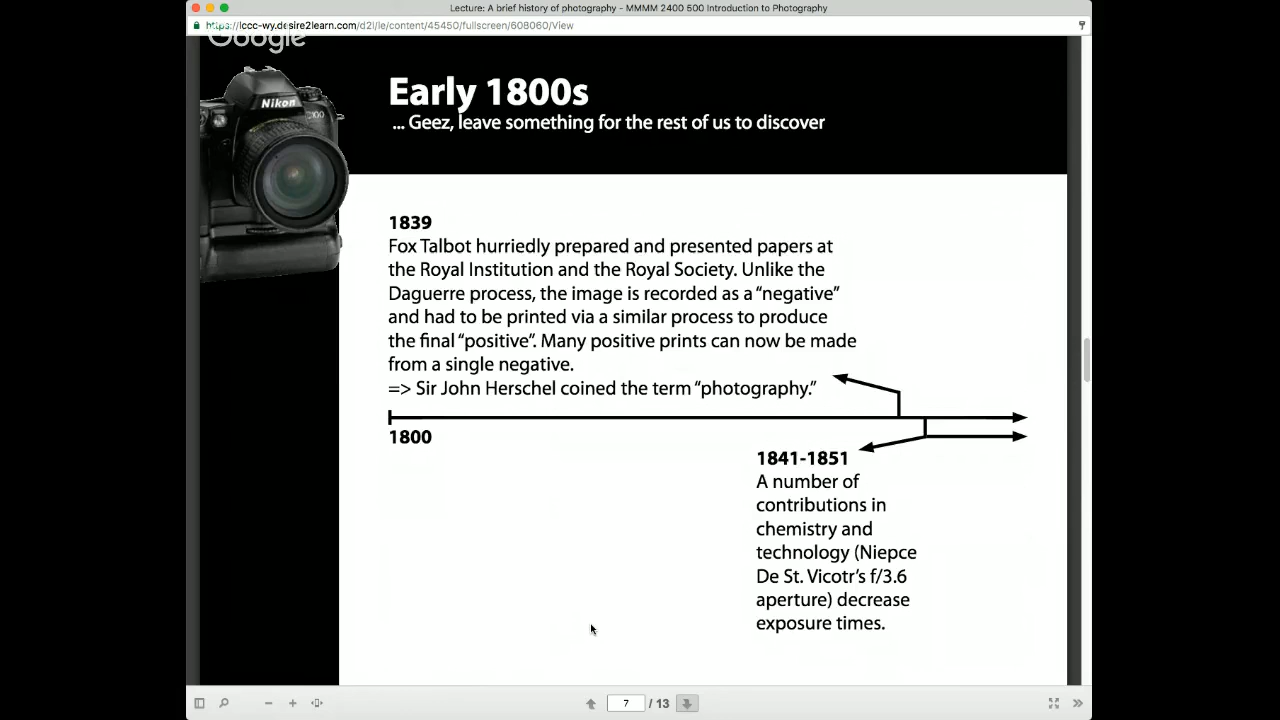 Lecture: A brief history of photography - MMMM 2400 500 Introduction to Photography
https://lccc-wy.desire2learn.com/d2l/le/content/45450/fullscreen/608060/View
Google
Nikon
D100
Early 1800s
... Geez, leave something for the rest of us to discover
1839
Fox Talbot hurriedly prepared and presented papers at
the Royal Institution and the Royal Society. Unlike the
Daguerre process, the image is recorded as a “negative”
and had to be printed via a similar process to produce
the final “positive”. Many positive prints can now be made
from a single negative.
=> Sir John Herschel coined the term “photography.”
1800
1841-1851
A number of
contributions in
chemistry and
technology (Niepce
De St. Vicotr’s f/3.6
aperture) decrease
exposure times.
7 / 13